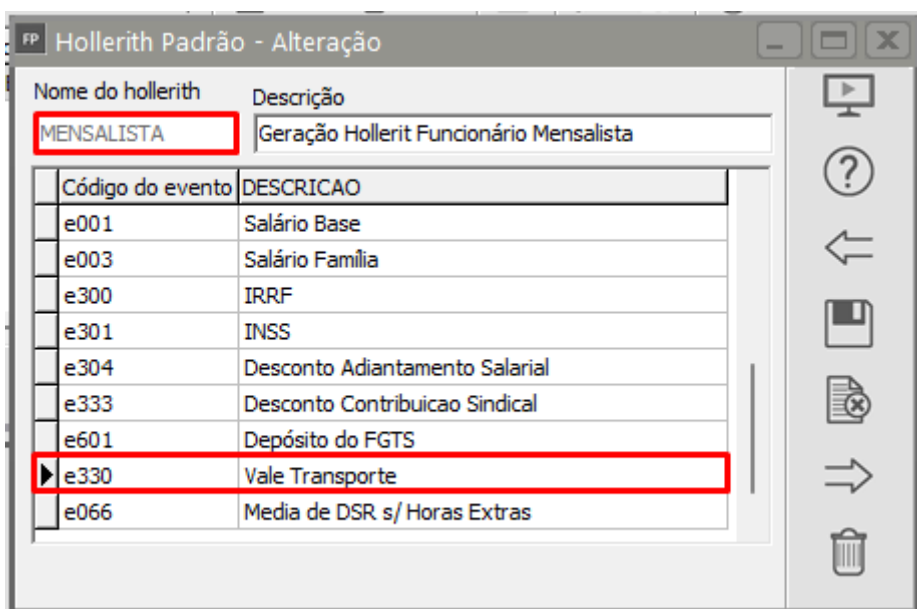 FP Hollerith Padrão - Alteração
Nome do hollerith Descrição
MENSALISTA Geração Hollerit Funcionário Mensalista
Código do evento DESCRICAO
e001 Salário Base
e003 Salário Família
e300 IRRF
e301 INSS
e304 Desconto Adiantamento Salarial
e333 Desconto Contribuicao Sindical
e601 Depósito do FGTS
e330 Vale Transporte
e066 Media de DSR s/ Horas Extras